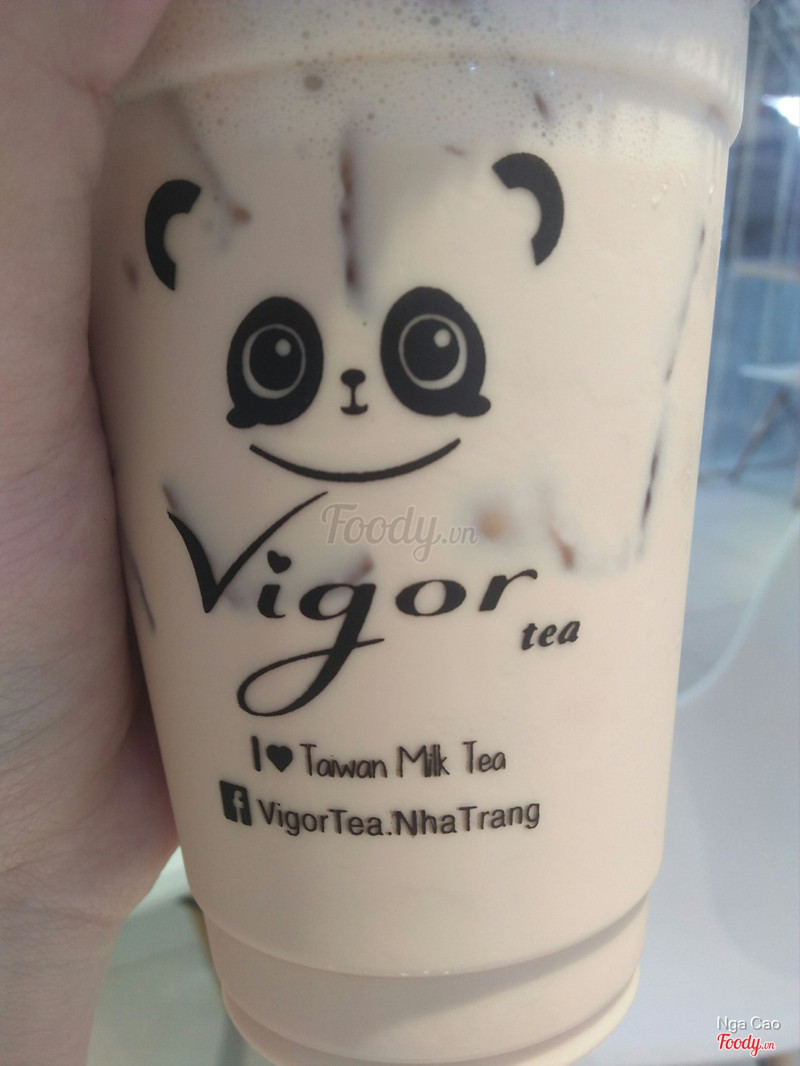 Foody.vn
Vigor
tea
I ♥ Taiwan Milk Tea
f VigorTea.NhaTrang
Nga Cao
Foody.vn